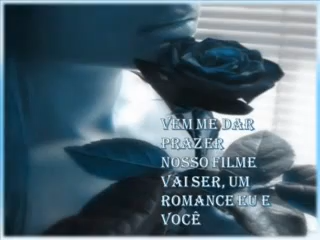 VEM ME DAR
PRAZER
NOSSO FILME
VAI SER, UM
ROMANCE EU E
VOCÊ